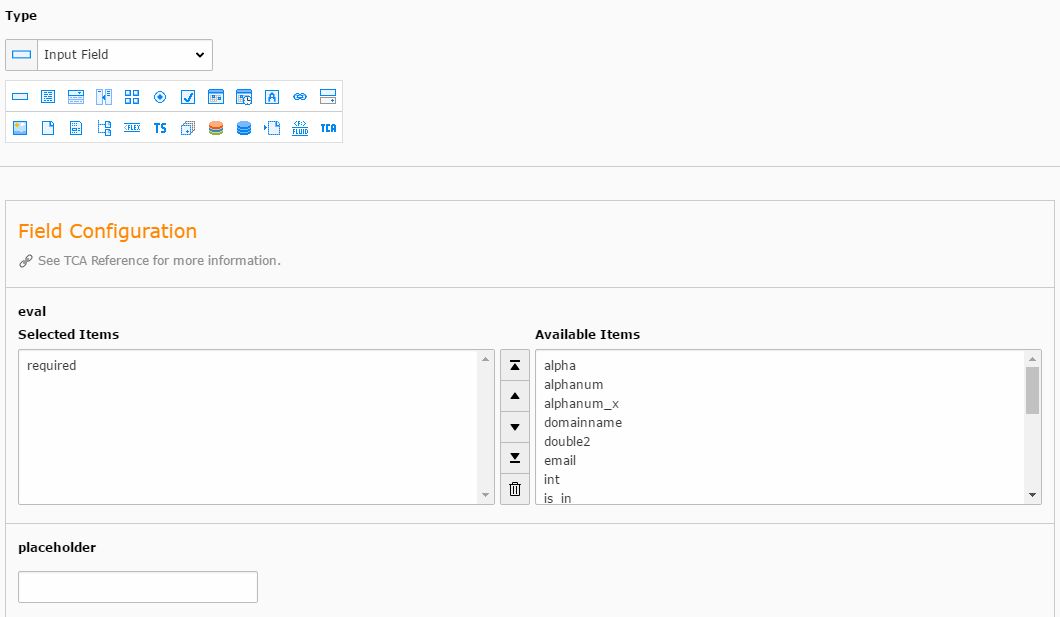 Type
Input Field
A
FLEX TS <F:> FLUID TCA
Field Configuration
See TCA Reference for more information.
eval
Selected Items Available Items
required
alpha
alphanum
alphanum_x
domainname
double2
email
int
is_in
placeholder